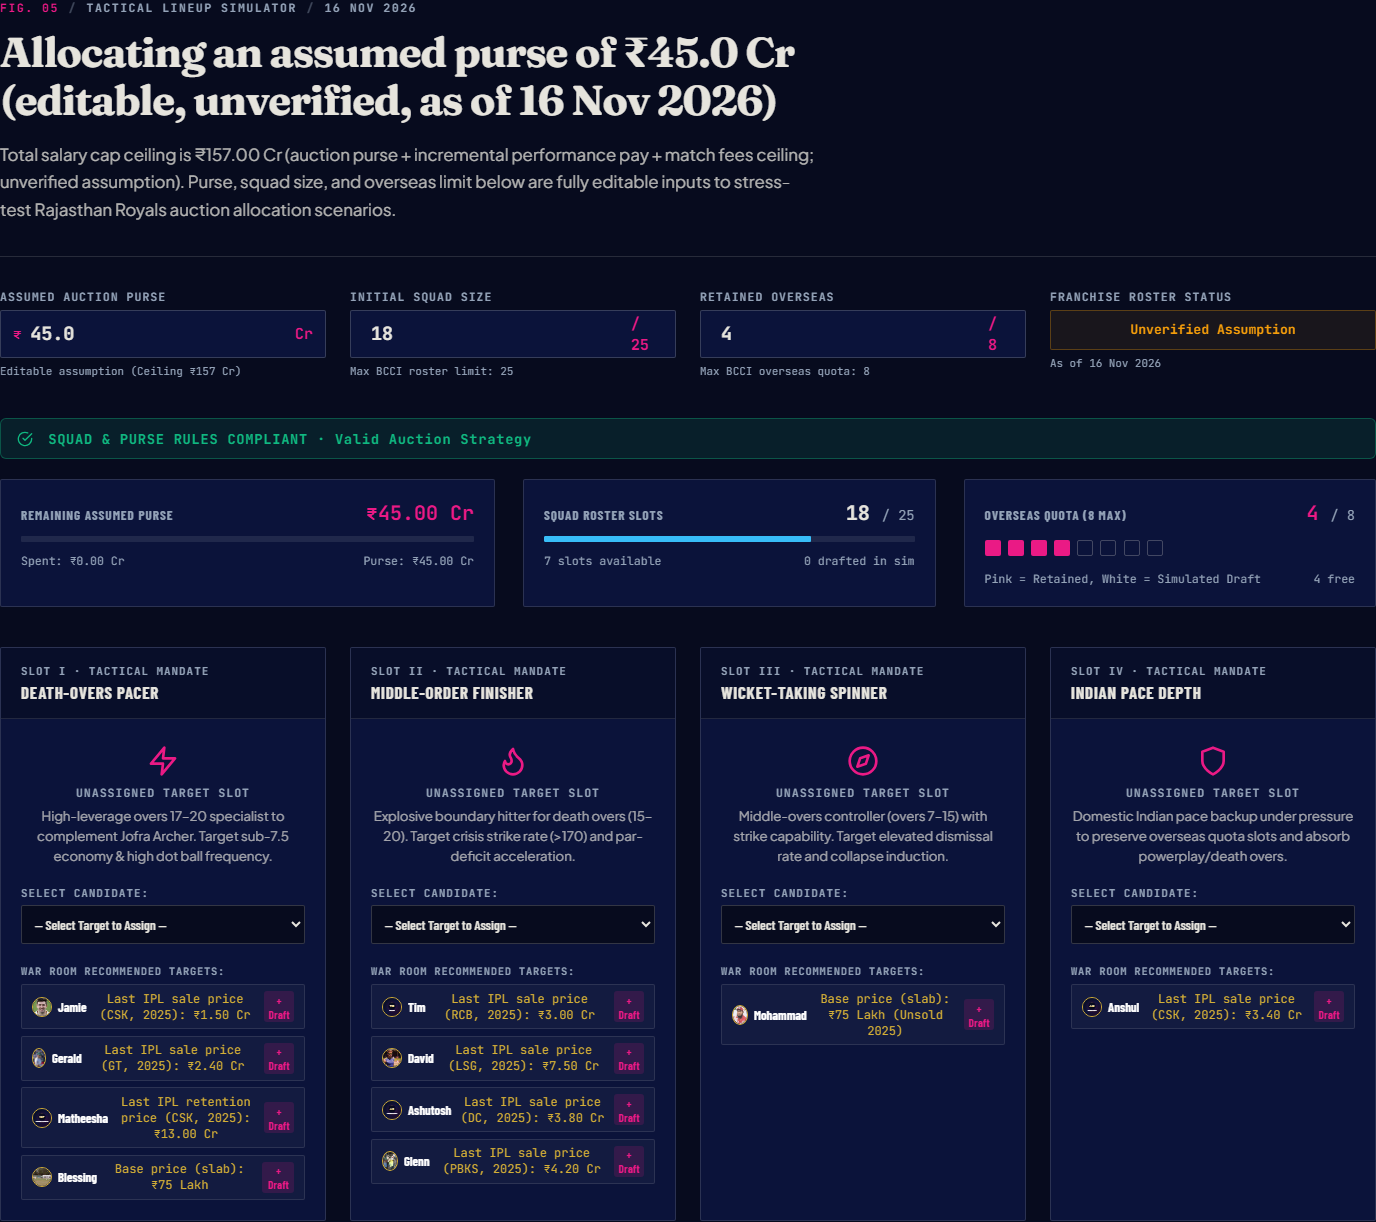 FIG. 05 / TACTICAL LINEUP SIMULATOR / 16 NOV 2026
Allocating an assumed purse of ₹45.0 Cr
(editable, unverified, as of 16 Nov 2026)
Total salary cap ceiling is ₹157.00 Cr (auction purse + incremental performance pay + match fees ceiling;
unverified assumption). Purse, squad size, and overseas limit below are fully editable inputs to stress-
test Rajasthan Royals auction allocation scenarios.
ASSUMED AUCTION PURSE
₹ 45.0 Cr
Editable assumption (Ceiling ₹157 Cr)
INITIAL SQUAD SIZE
18 /
25
Max BCCI roster limit: 25
RETAINED OVERSEAS
4 /
8
Max BCCI overseas quota: 8
FRANCHISE ROSTER STATUS
Unverified Assumption
As of 16 Nov 2026
SQUAD & PURSE RULES COMPLIANT · Valid Auction Strategy
REMAINING ASSUMED PURSE ₹45.00 Cr
Spent: ₹0.00 Cr Purse: ₹45.00 Cr
SQUAD ROSTER SLOTS 18 / 25
7 slots available 0 drafted in sim
OVERSEAS QUOTA (8 MAX) 4 / 8
Pink = Retained, White = Simulated Draft 4 free
SLOT I · TACTICAL MANDATE
DEATH-OVERS PACER
UNASSIGNED TARGET SLOT
High-leverage overs 17–20 specialist to
complement Jofra Archer. Target sub-7.5
economy & high dot ball frequency.
SELECT CANDIDATE:
— Select Target to Assign —
WAR ROOM RECOMMENDED TARGETS:
Jamie Last IPL sale price
(CSK, 2025): ₹1.50 Cr
+
Draft
Gerald Last IPL sale price
(GT, 2025): ₹2.40 Cr
+
Draft
Matheesha Last IPL retention
price (CSK, 2025):
₹13.00 Cr
+
Draft
Blessing Base price (slab):
₹75 Lakh
+
Draft
SLOT II · TACTICAL MANDATE
MIDDLE-ORDER FINISHER
UNASSIGNED TARGET SLOT
Explosive boundary hitter for death overs (15–
20). Target crisis strike rate (>170) and par-
deficit acceleration.
SELECT CANDIDATE:
— Select Target to Assign —
WAR ROOM RECOMMENDED TARGETS:
Tim Last IPL sale price
(RCB, 2025): ₹3.00 Cr
+
Draft
David Last IPL sale price
(LSG, 2025): ₹7.50 Cr
+
Draft
Ashutosh Last IPL sale price
(DC, 2025): ₹3.80 Cr
+
Draft
Glenn Last IPL sale price
(PBKS, 2025): ₹4.20 Cr
+
Draft
SLOT III · TACTICAL MANDATE
WICKET-TAKING SPINNER
UNASSIGNED TARGET SLOT
Middle-overs controller (overs 7–15) with
strike capability. Target elevated dismissal
rate and collapse induction.
SELECT CANDIDATE:
— Select Target to Assign —
WAR ROOM RECOMMENDED TARGETS:
Mohammad Base price (slab):
₹75 Lakh (Unsold
2025)
+
Draft
SLOT IV · TACTICAL MANDATE
INDIAN PACE DEPTH
UNASSIGNED TARGET SLOT
Domestic Indian pace backup under pressure
to preserve overseas quota slots and absorb
powerplay/death overs.
SELECT CANDIDATE:
— Select Target to Assign —
WAR ROOM RECOMMENDED TARGETS:
Anshul Last IPL sale price
(CSK, 2025): ₹3.40 Cr
+
Draft